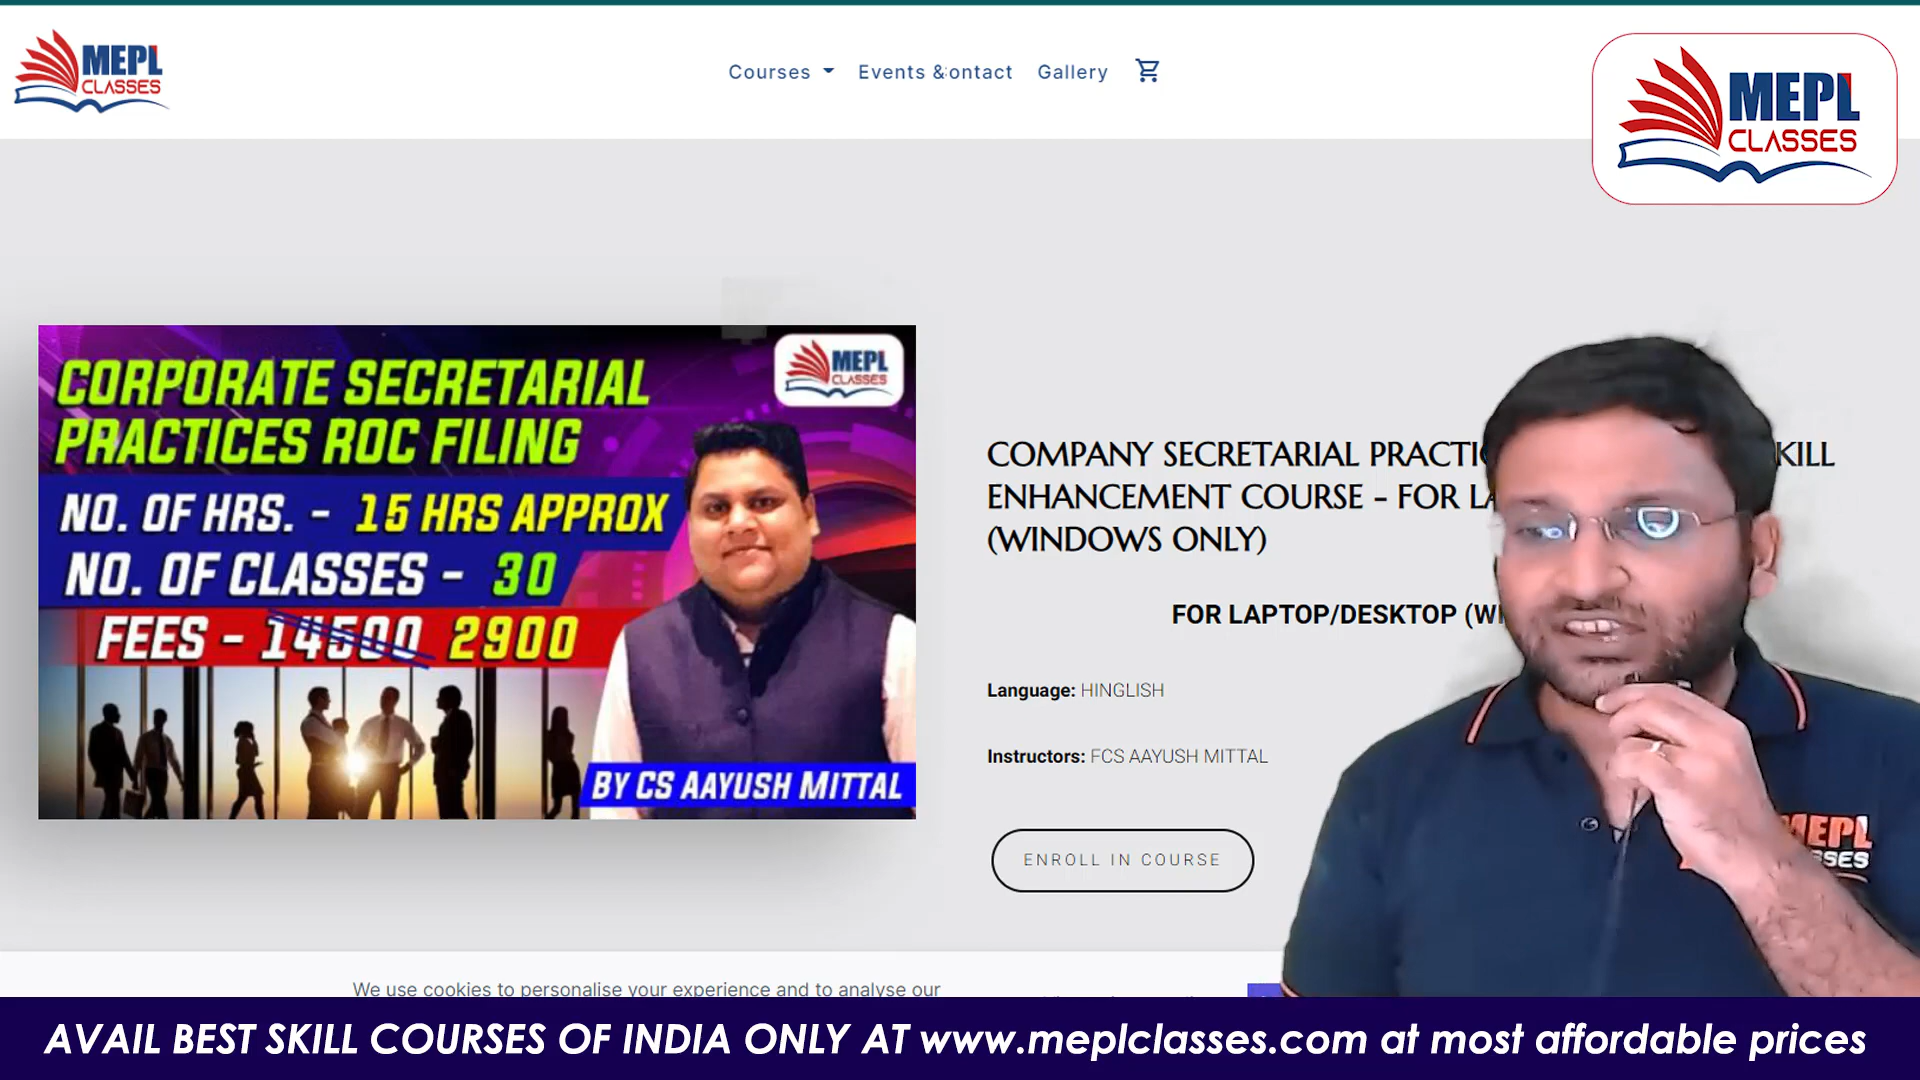 MEPL
CLASSES
Courses
Events &
ontact
Gallery
MEPL
CLASSES
CORPORATE SECRETARIAL
PRACTICES ROC FILING
MEPL
CLASSES
NO. OF HRS. - 15 HRS APPROX
NO. OF CLASSES - 30
FEES - 14500 2900
BY CS AAYUSH MITTAL
COMPANY SECRETARIAL
ENHANCEMENT COURSE - FOR
(WINDOWS ONLY)
FOR LAPTOP/DESKTOP
Language: HINGLISH
Instructors: FCS AAYUSH MITTAL
ENROLL IN COURSE
MEPL
We use cookies to personalise your experience and to analyse our
AVAIL BEST SKILL COURSES OF INDIA ONLY AT www.meplclasses.com at most affordable prices